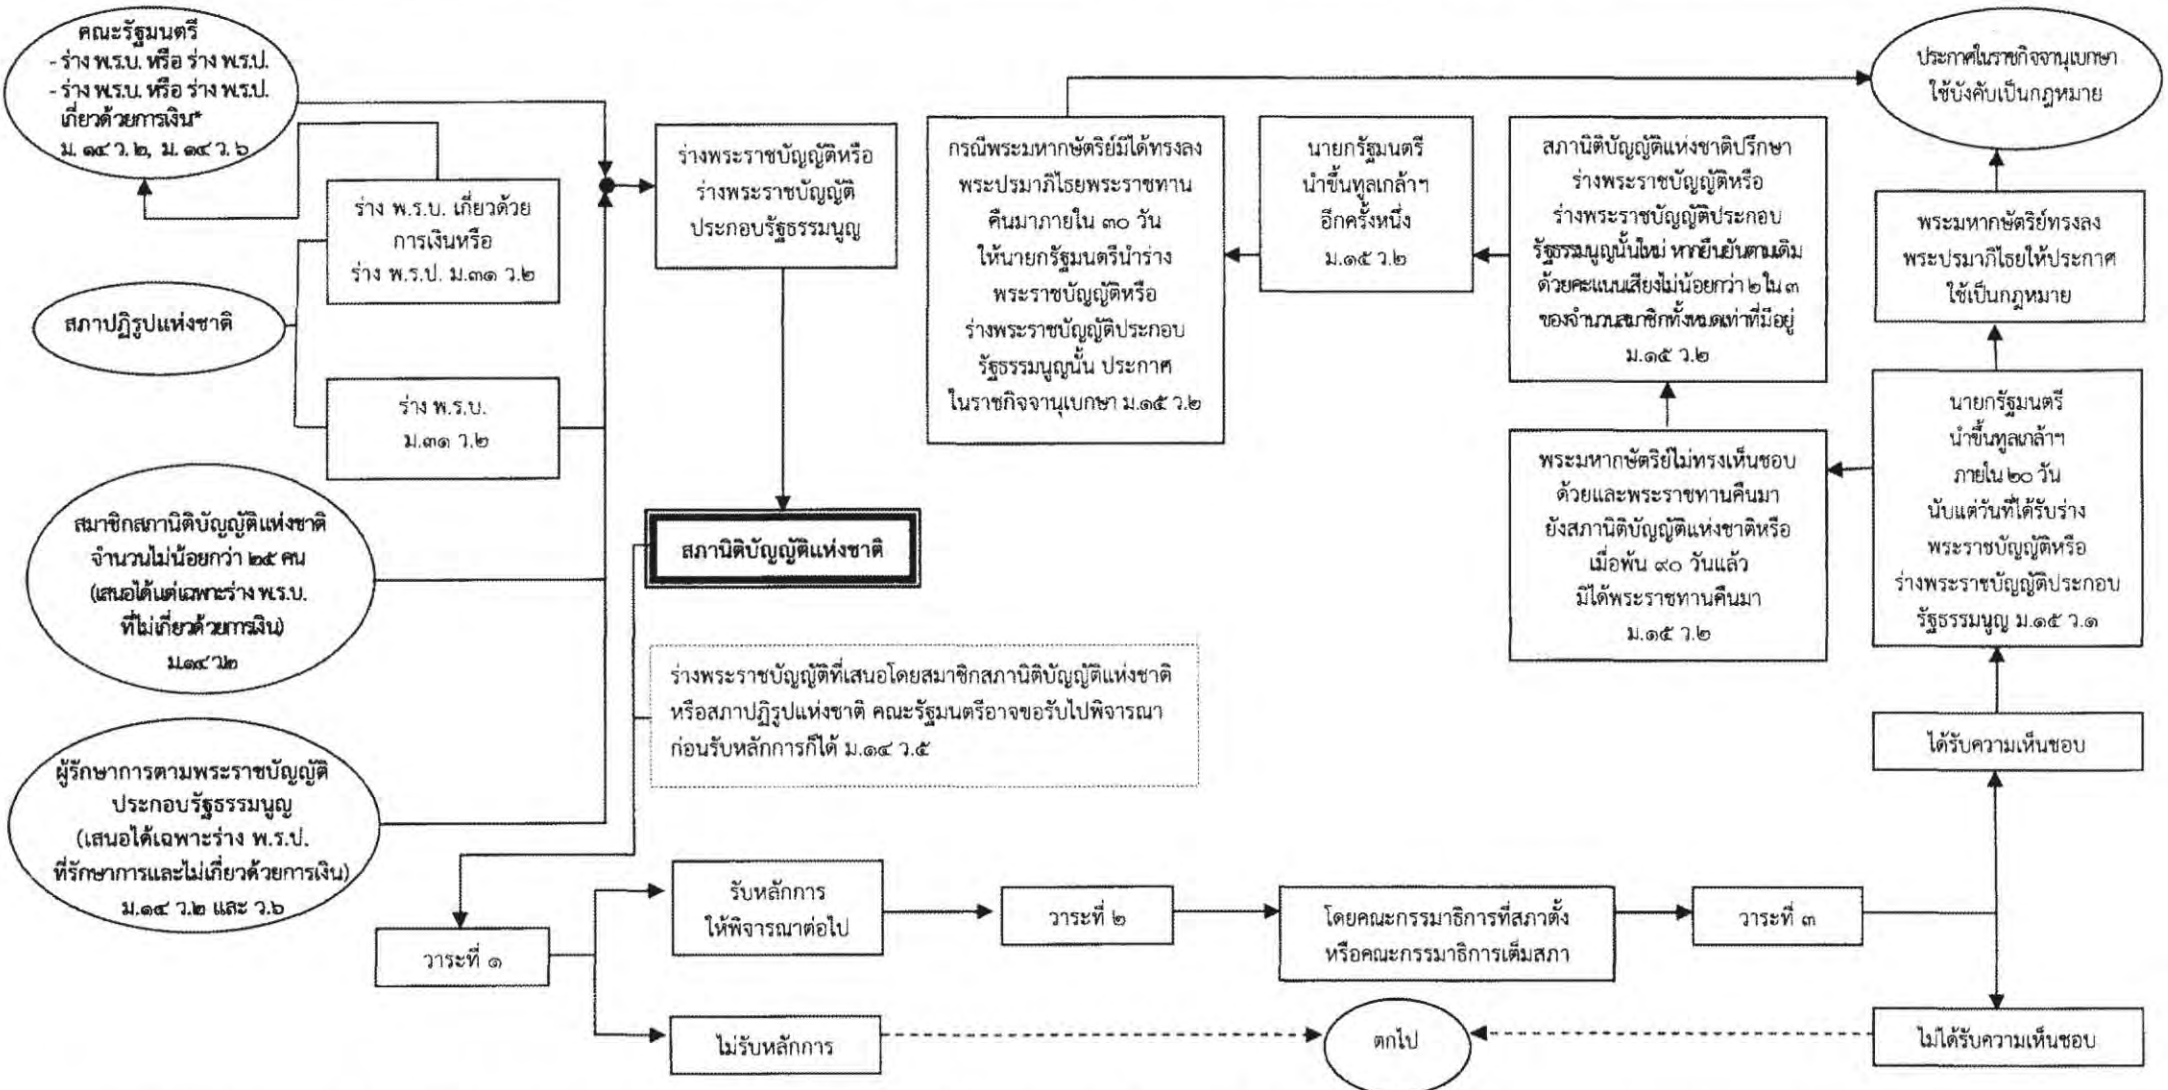 คณะรัฐมนตรี
- ร่าง พ.ร.บ. หรือ ร่าง พ.ร.ป.
- ร่าง พ.ร.บ. หรือ ร่าง พ.ร.ป.
เกี่ยวด้วยการเงิน*
ม. ๑๔ ว. ๒, ม. ๑๔ ว. ๖
ร่าง พ.ร.บ. เกี่ยวด้วย
การเงินหรือ
ร่าง พ.ร.ป. ม.๓๑ ว.๒
สภาปฏิรูปแห่งชาติ
ร่าง พ.ร.บ.
ม.๓๑ ว.๒
สมาชิกสภานิติบัญญัติแห่งชาติ
จำนวนไม่น้อยกว่า ๒๕ คน
(เสนอได้แต่เฉพาะร่าง พ.ร.บ.
ที่ไม่เกี่ยวด้วยการเงิน)
ม.๑๔ ว.๒
ผู้รักษาการตามพระราชบัญญัติ
ประกอบรัฐธรรมนูญ
(เสนอได้เฉพาะร่าง พ.ร.ป.
ที่รักษาการและไม่เกี่ยวด้วยการเงิน)
ม.๑๔ ว.๒ และ ว.๖
ร่างพระราชบัญญัติหรือ
ร่างพระราชบัญญัติ
ประกอบรัฐธรรมนูญ
สภานิติบัญญัติแห่งชาติ
ร่างพระราชบัญญัติที่เสนอโดยสมาชิกสภานิติบัญญัติแห่งชาติ
หรือสภาปฏิรูปแห่งชาติ คณะรัฐมนตรีอาจขอรับไปพิจารณา
ก่อนรับหลักการก็ได้ ม.๑๔ ว.๕
วาระที่ ๑
รับหลักการ
ให้พิจารณาต่อไป
ไม่รับหลักการ
วาระที่ ๒
โดยคณะกรรมาธิการที่สภาตั้ง
หรือคณะกรรมาธิการเต็มสภา
วาระที่ ๓
ตกไป
ไม่ได้รับความเห็นชอบ
ได้รับความเห็นชอบ
นายกรัฐมนตรี
นำขึ้นทูลเกล้าฯ
ภายใน ๒๐ วัน
นับแต่วันที่ได้รับร่าง
พระราชบัญญัติหรือ
ร่างพระราชบัญญัติประกอบ
รัฐธรรมนูญ ม.๑๕ ว.๑
พระมหากษัตริย์ทรงลง
พระปรมาภิไธยให้ประกาศ
ใช้เป็นกฎหมาย
ประกาศในราชกิจจานุเบกษา
ใช้บังคับเป็นกฎหมาย
พระมหากษัตริย์ไม่ทรงเห็นชอบ
ด้วยและพระราชทานคืนมา
ยังสภานิติบัญญัติแห่งชาติหรือ
เมื่อพ้น ๙๐ วันแล้ว
มิได้พระราชทานคืนมา
ม.๑๕ ว.๒
สภานิติบัญญัติแห่งชาติปรึกษา
ร่างพระราชบัญญัติหรือ
ร่างพระราชบัญญัติประกอบ
รัฐธรรมนูญนั้นใหม่ หากยืนยันตามเดิม
ด้วยคะแนนเสียงไม่น้อยกว่า ๒ ใน ๓
ของจำนวนสมาชิกทั้งหมดเท่าที่มีอยู่
ม.๑๕ ว.๒
นายกรัฐมนตรี
นำขึ้นทูลเกล้าฯ
อีกครั้งหนึ่ง
ม.๑๕ ว.๒
กรณีพระมหากษัตริย์มิได้ทรงลง
พระปรมาภิไธยพระราชทาน
คืนมาภายใน ๓๐ วัน
ให้นายกรัฐมนตรีนำร่าง
พระราชบัญญัติหรือ
ร่างพระราชบัญญัติประกอบ
รัฐธรรมนูญนั้น ประกาศ
ในราชกิจจานุเบกษา ม.๑๕ ว.๒